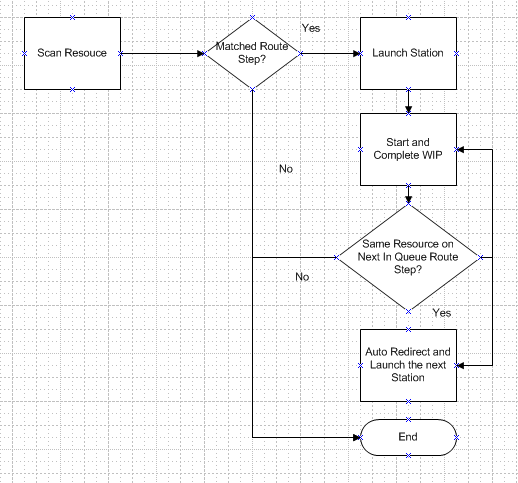 Scan Resouce
Matched Route
Step?
Yes
Launch Station
Start and
Complete WIP
No
Same Resource on
Next In Queue Route
Step?
No
Yes
Auto Redirect and
Launch the next
Station
End